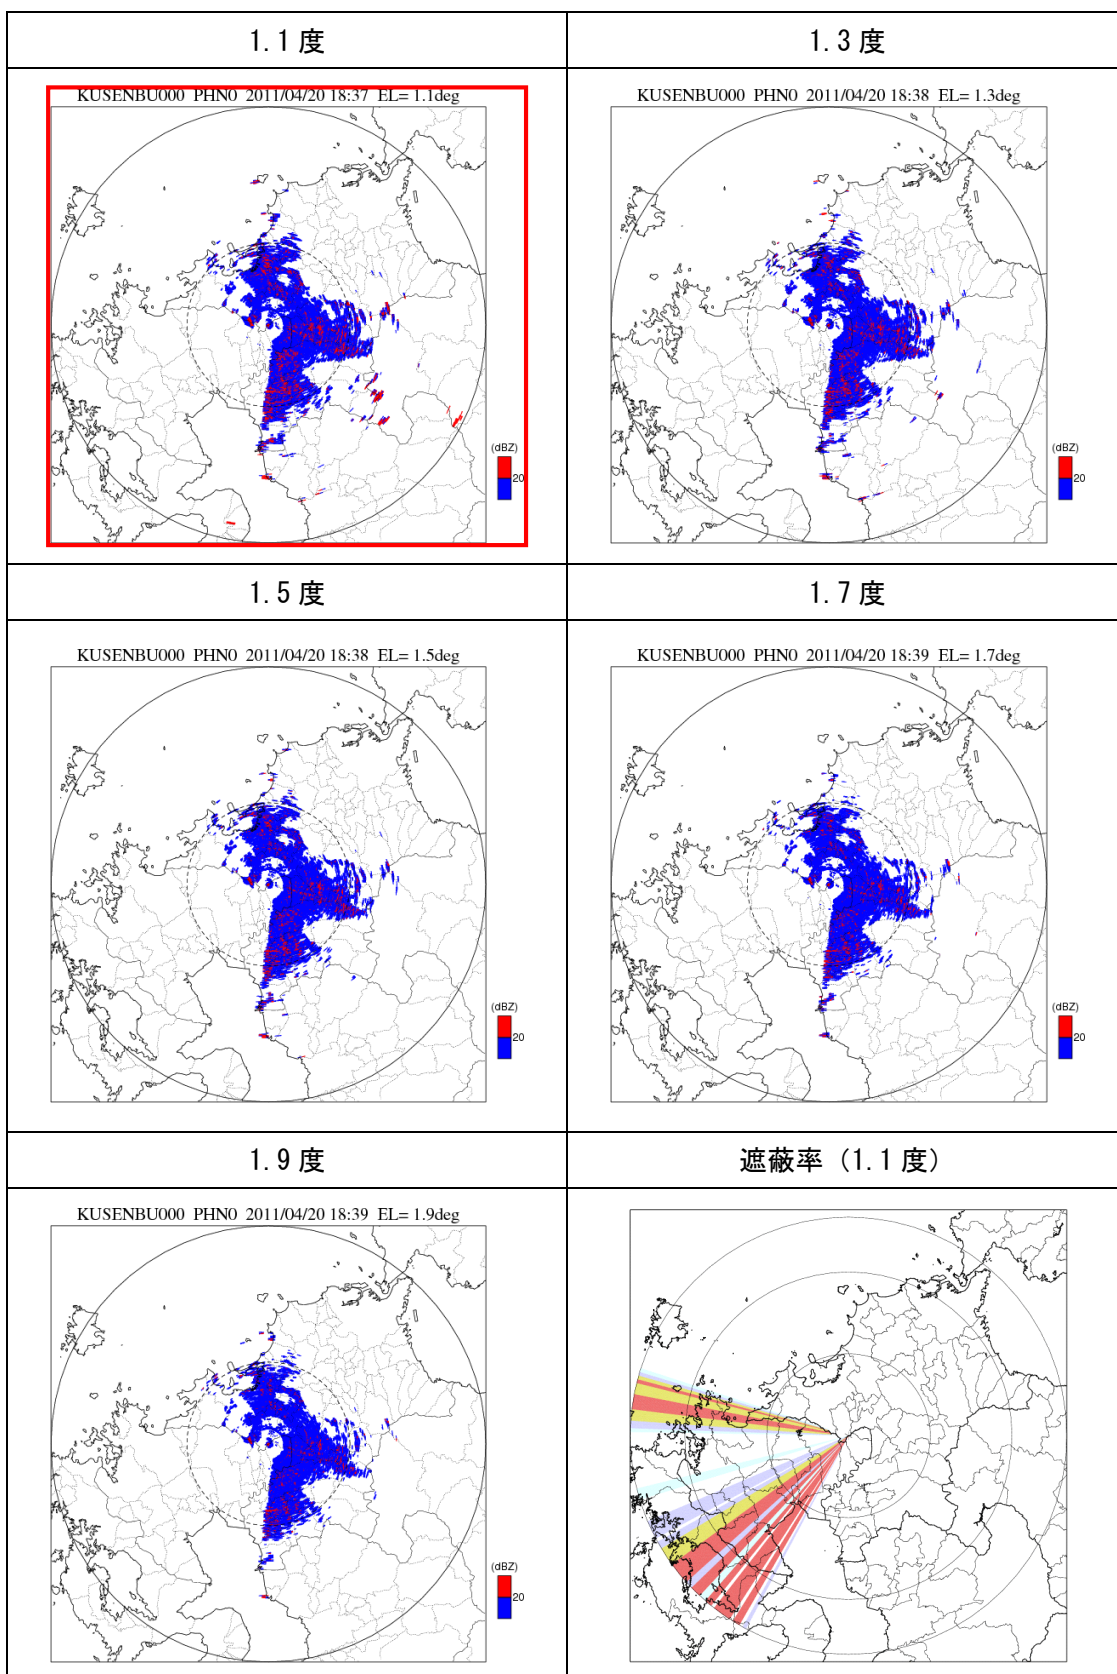 1.1 度
1.3 度
KUSENBU000 PHN0 2011/04/20 18:37 EL= 1.1deg
(dBZ)
20
KUSENBU000 PHN0 2011/04/20 18:38 EL= 1.3deg
(dBZ)
20
1.5 度
1.7 度
KUSENBU000 PHN0 2011/04/20 18:38 EL= 1.5deg
(dBZ)
20
KUSENBU000 PHN0 2011/04/20 18:39 EL= 1.7deg
(dBZ)
20
1.9 度
遮蔽率（1.1 度）
KUSENBU000 PHN0 2011/04/20 18:39 EL= 1.9deg
(dBZ)
20